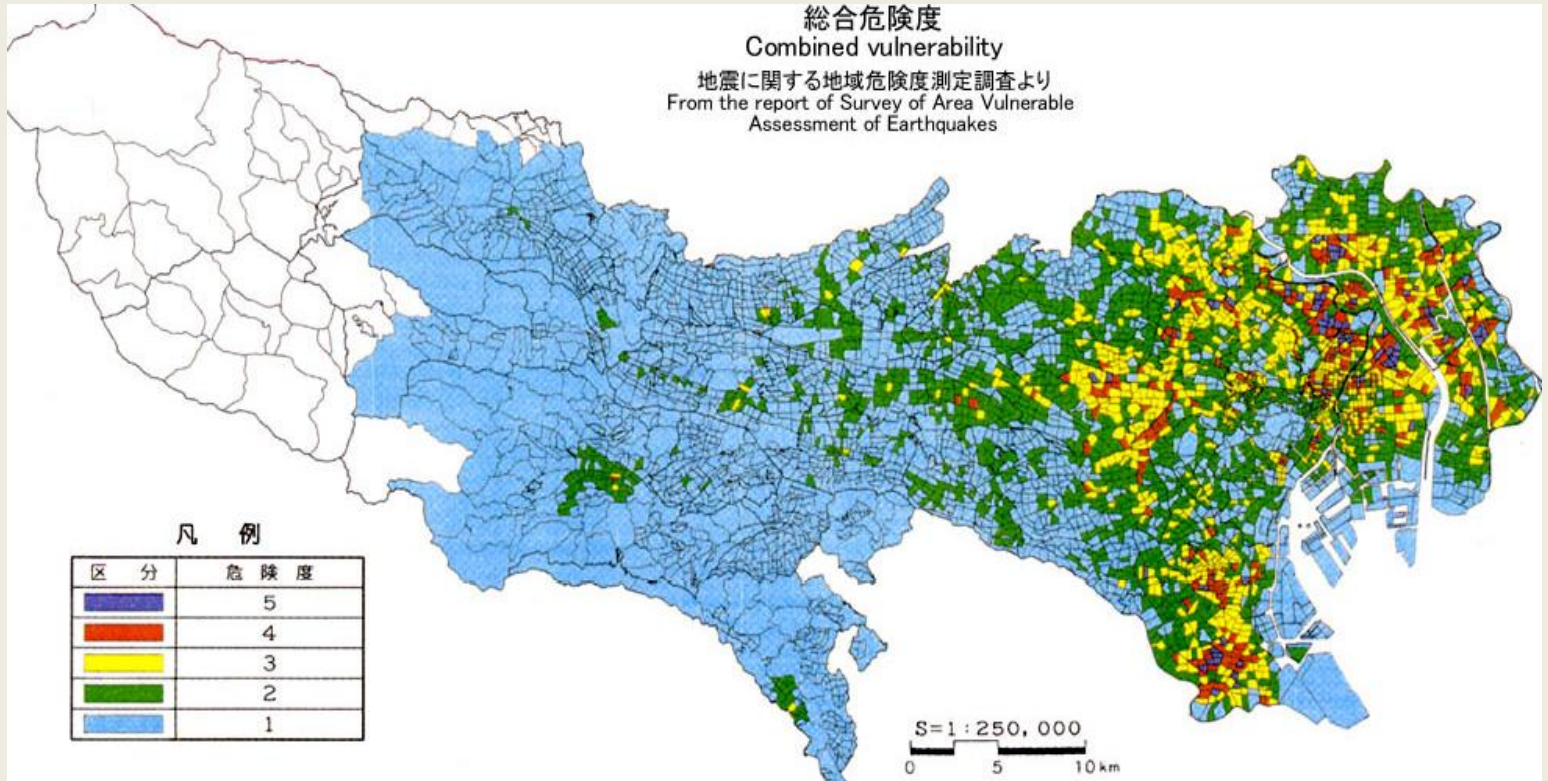 総合危険度
Combined vulnerability
地震に関する地域危険度測定調査より
From the report of Survey of Area Vulnerable
Assessment of Earthquakes
凡 例
区 分 危 険 度
5
4
3
2
1
S=1:250,000
0 5 10km